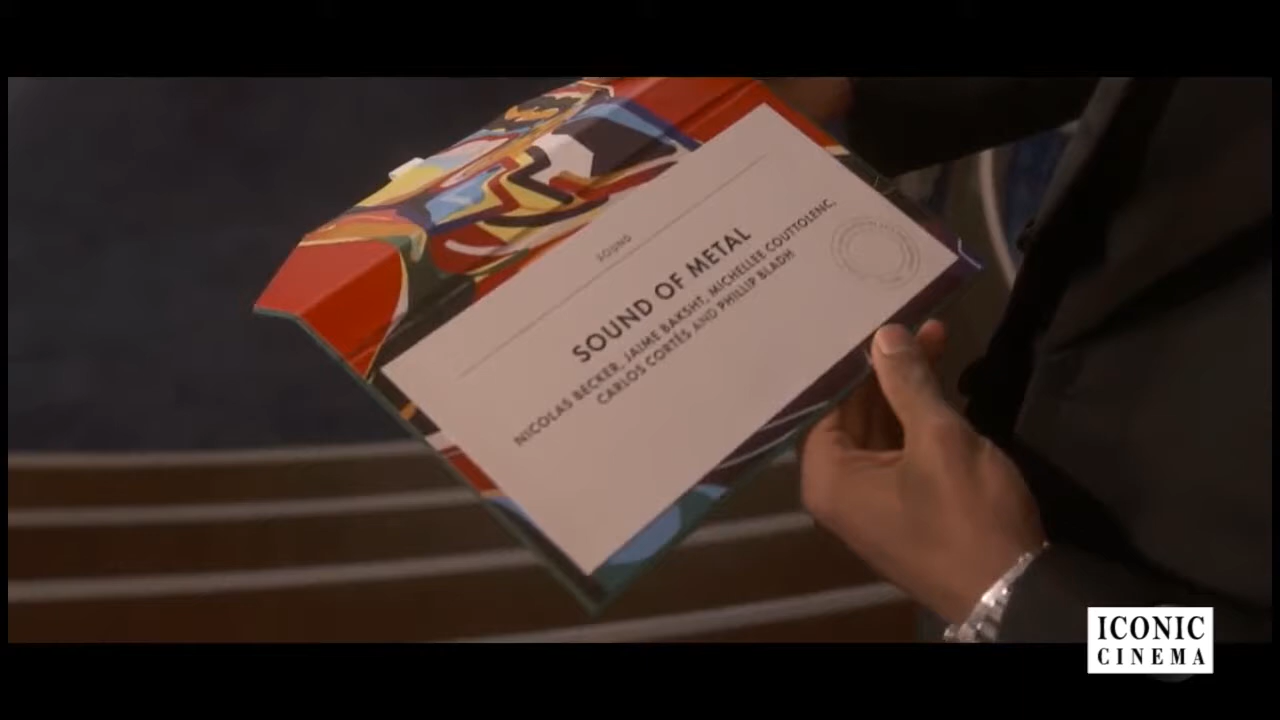 SOUND
SOUND OF METAL
NICOLAS BECKER, JAIME BAKSHT, MICHELLEE COUTTOLENC,
CARLOS CORTÉS AND PHILLIP BLADH
ICONIC
CINEMA